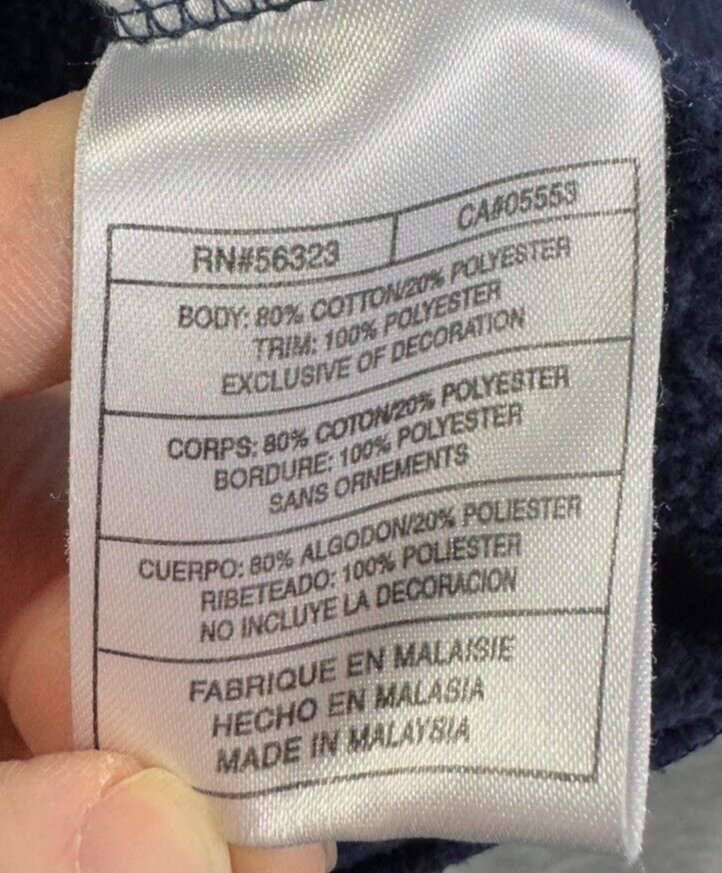 RN#56323 CA#05553
BODY: 80% COTTON/20% POLYESTER
TRIM: 100% POLYESTER
EXCLUSIVE OF DECORATION
CORPS: 80% COTON/20% POLYESTER
BORDURE: 100% POLYESTER
SANS ORNEMENTS
CUERPO: 80% ALGODON/20% POLIESTER
RIBETEADO: 100% POLIESTER
NO INCLUYE LA DECORACION
FABRIQUE EN MALAISIE
HECHO EN MALASIA
MADE IN MALAYSIA